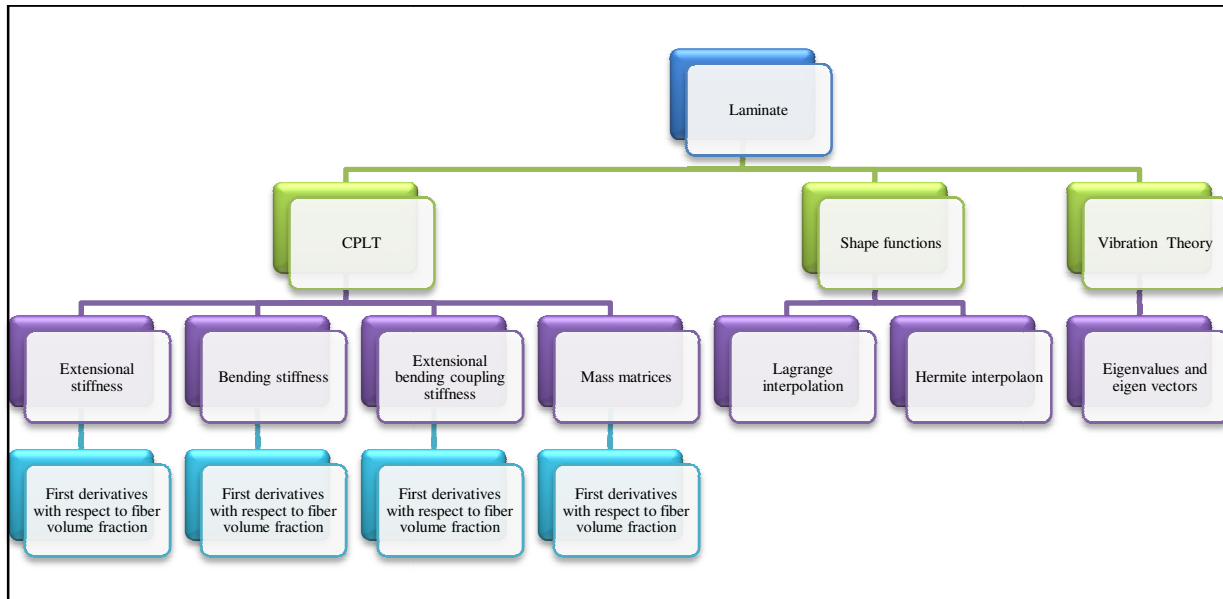 Laminate
CPLT
Shape functions
Vibration Theory
Extensional
stiffness
Bending stiffness
Extensional
bending coupling
stiffness
Mass matrices
Lagrange
interpolation
Hermite interpolaon
Eigenvalues and
eigen vectors
First derivatives
with respect to fiber
volume fraction
First derivatives
with respect to fiber
volume fraction
First derivatives
with respect to fiber
volume fraction
First derivatives
with respect to fiber
volume fraction